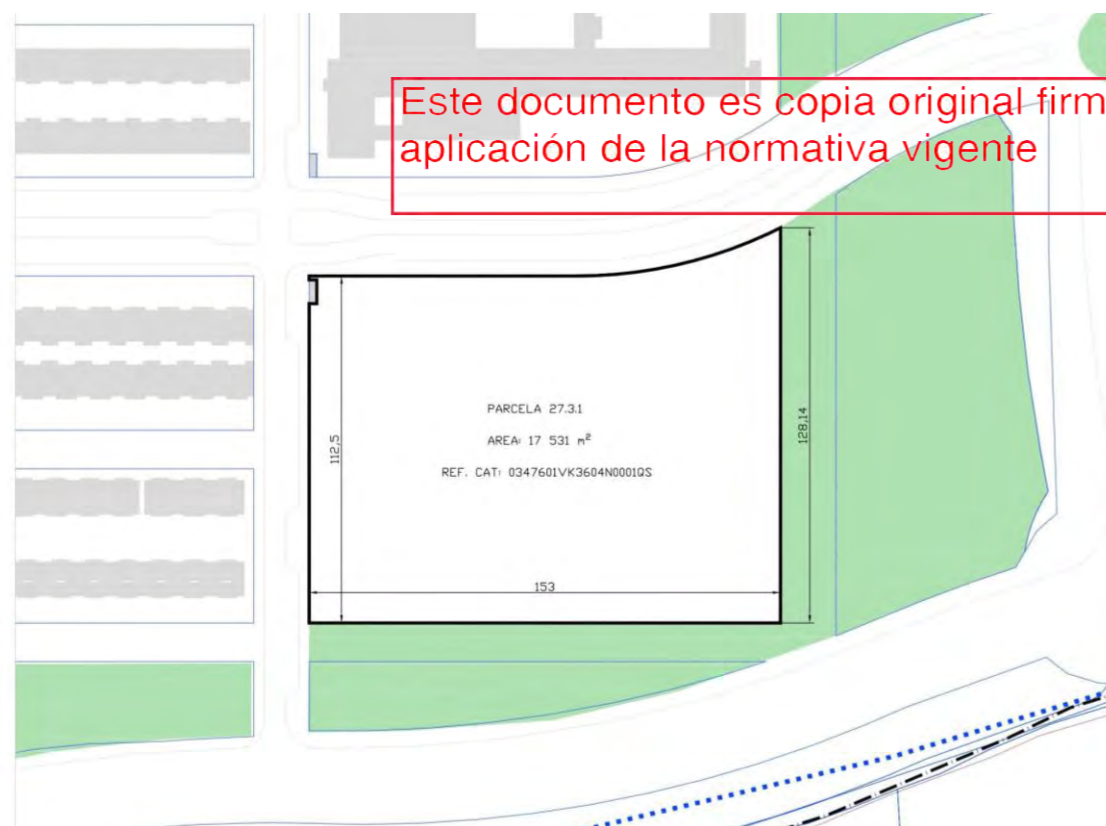 Este documento es copia original firm
aplicación de la normativa vigente
PARCELA 27.3.1
AREA: 17 531 m²
REF. CAT: 0347601VK3604N0001QS
112,5
128,14
153